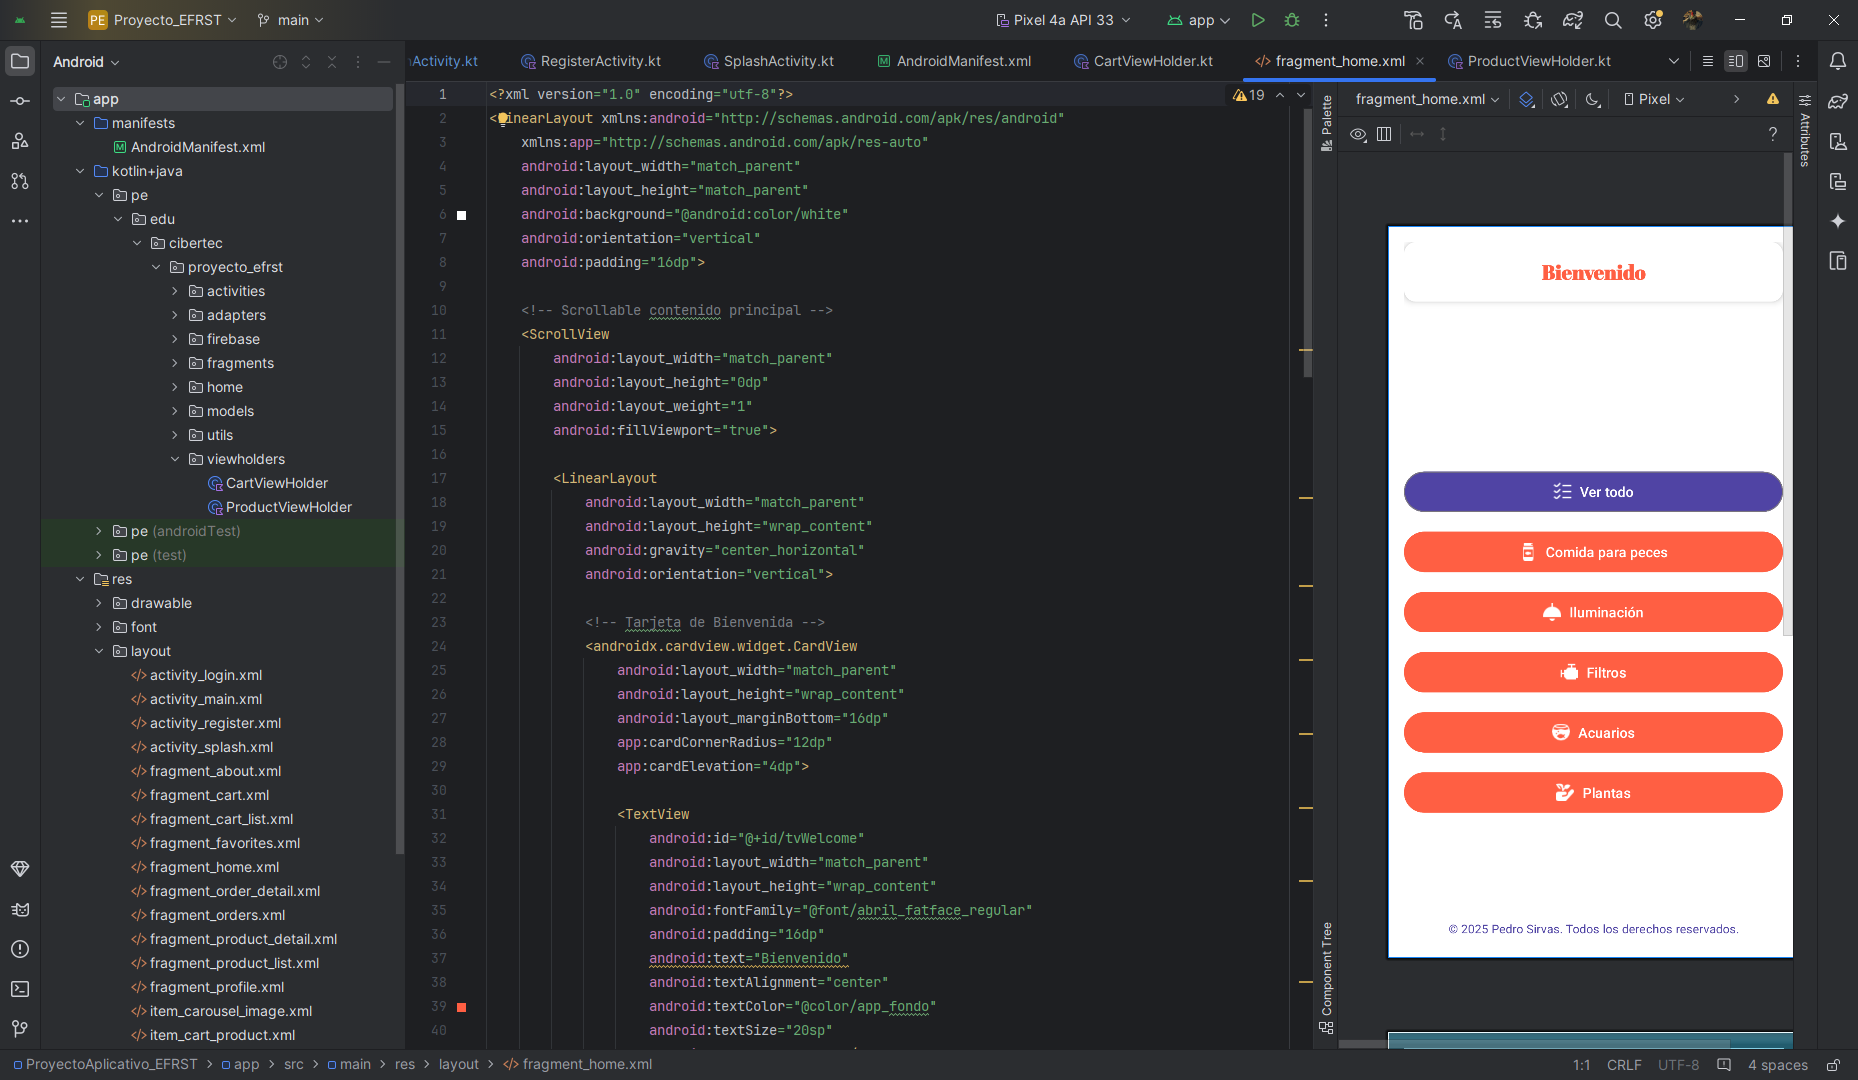 PE Proyecto_EFRST main Pixel 4a API 33 app
Android
Activity.kt RegisterActivity.kt SplashActivity.kt AndroidManifest.xml CartViewHolder.kt fragment_home.xml ProductViewHolder.kt
app
manifests
AndroidManifest.xml
kotlin+java
pe
edu
cibertec
proyecto_efrst
activities
adapters
firebase
fragments
home
models
utils
viewholders
CartViewHolder
ProductViewHolder
pe (androidTest)
pe (test)
res
drawable
font
layout
activity_login.xml
activity_main.xml
activity_register.xml
activity_splash.xml
fragment_about.xml
fragment_cart.xml
fragment_cart_list.xml
fragment_favorites.xml
fragment_home.xml
fragment_order_detail.xml
fragment_orders.xml
fragment_product_detail.xml
fragment_product_list.xml
fragment_profile.xml
item_carousel_image.xml
item_cart_product.xml
1 <?xml version="1.0" encoding="utf-8"?>
2 <LinearLayout xmlns:android="http://schemas.android.com/apk/res/android"
3 xmlns:app="http://schemas.android.com/apk/res-auto"
4 android:layout_width="match_parent"
5 android:layout_height="match_parent"
6 android:background="@android:color/white"
7 android:orientation="vertical"
8 android:padding="16dp">
9
10 <!-- Scrollable contenido principal -->
11 <ScrollView
12 android:layout_width="match_parent"
13 android:layout_height="0dp"
14 android:layout_weight="1"
15 android:fillViewport="true">
16
17 <LinearLayout
18 android:layout_width="match_parent"
19 android:layout_height="wrap_content"
20 android:gravity="center_horizontal"
21 android:orientation="vertical">
22
23 <!-- Tarjeta de Bienvenida -->
24 <androidx.cardview.widget.CardView
25 android:layout_width="match_parent"
26 android:layout_height="wrap_content"
27 android:layout_marginBottom="16dp"
28 app:cardCornerRadius="12dp"
29 app:cardElevation="4dp">
30
31 <TextView
32 android:id="@+id/tvWelcome"
33 android:layout_width="match_parent"
34 android:layout_height="wrap_content"
35 android:fontFamily="@font/abril_fatface_regular"
36 android:padding="16dp"
37 android:text="Bienvenido"
38 android:textAlignment="center"
39 android:textColor="@color/app_fondo"
40 android:textSize="20sp"
19
Palette
Component Tree
fragment_home.xml Pixel
Attributes
?
Bienvenido
Ver todo
Comida para peces
Iluminación
Filtros
Acuarios
Plantas
© 2025 Pedro Sirvas. Todos los derechos reservados.
ProyectoAplicativo_EFRST > app > src > main > res > layout > fragment_home.xml
1:1 CRLF UTF-8 4 spaces